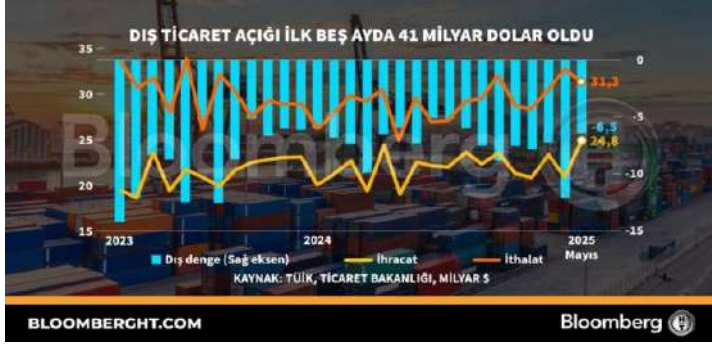 DIŞ TİCARET AÇIĞI İLK BEŞ AYDA 41 MİLYAR DOLAR OLDU
35
30
25
20
15
0
-5
-10
-15
31,3
-6,5
24,8
Bloomberg
2023
2024
2025
Mayıs
Dış denge (Sağ eksen)
İhracat
İthalat
KAYNAK: TÜİK, TİCARET BAKANLIĞI, MİLYAR $
BLOOMBERGHT.COM
Bloomberg HT